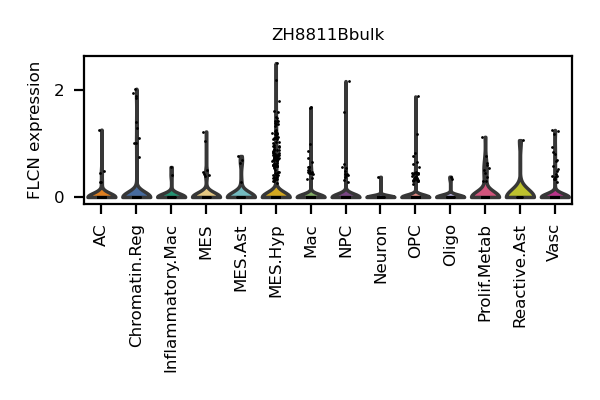 ZH8811Bbulk
FLCN expression
2
0
AC
Chromatin.Reg
Inflammatory.Mac
MES
MES.Ast
MES.Hyp
Mac
NPC
Neuron
OPC
Oligo
Prolif.Metab
Reactive.Ast
Vasc